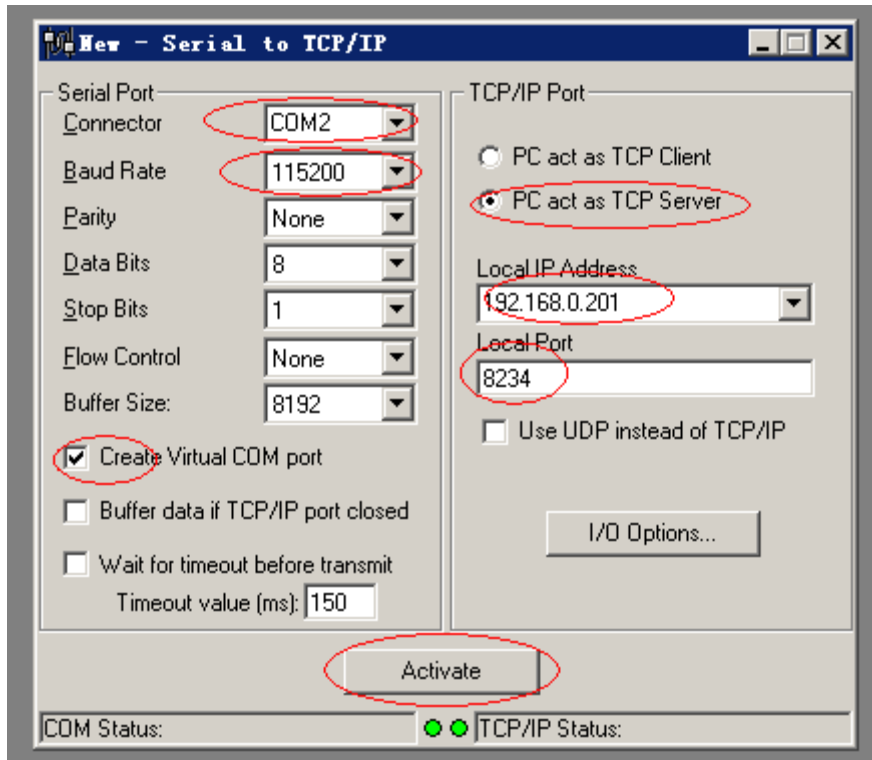 New - Serial to TCP/IP
Serial Port
Connector COM2
Baud Rate 115200
Parity None
Data Bits 8
Stop Bits 1
Flow Control None
Buffer Size: 8192
Create Virtual COM port
Buffer data if TCP/IP port closed
Wait for timeout before transmit
Timeout value (ms): 150
TCP/IP Port
PC act as TCP Client
PC act as TCP Server
Local IP Address
192.168.0.201
Local Port
8234
Use UDP instead of TCP/IP
I/O Options...
Activate
COM Status:
TCP/IP Status: